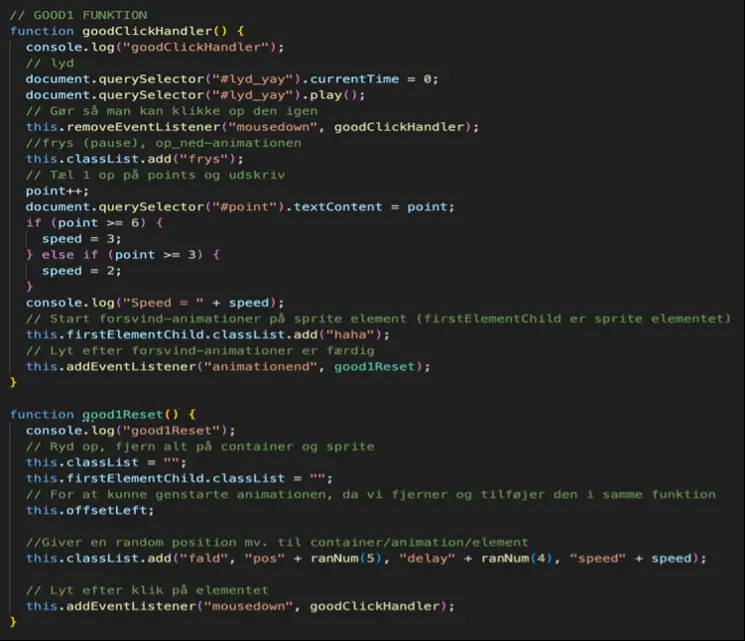 // GOOD1 FUNKTION
function goodClickHandler() {
console.log("goodClickHandler");
// lyd
document.querySelector("#lyd_yay").currentTime = 0;
document.querySelector("#lyd_yay").play();
// Gør så man kan klikke op den igen
this.removeEventListener("mousedown", goodClickHandler);
//frys (pause), op_ned-animationen
this.classList.add("frys");
// Tæl 1 op på points og udskriv
point++;
document.querySelector("#point").textContent = point;
if (point >= 6) {
speed = 3;
} else if (point >= 3) {
speed = 2;
}
console.log("Speed = " + speed);
// Start forsvind-animationer på sprite element (firstElementChild er sprite elementet)
this.firstElementChild.classList.add("haha");
// Lyt efter forsvind-animationer er færdig
this.addEventListener("animationend", good1Reset);
}
function good1Reset() {
console.log("good1Reset");
// Ryd op, fjern alt på container og sprite
this.classList = "";
this.firstElementChild.classList = "";
// For at kunne genstarte animationen, da vi fjerner og tilføjer den i samme funktion
this.offsetLeft;
//Giver en random position mv. til container/animation/element
this.classList.add("fald", "pos" + ranNum(5), "delay" + ranNum(4), "speed" + speed);
// Lyt efter klik på elementet
this.addEventListener("mousedown", goodClickHandler);
}